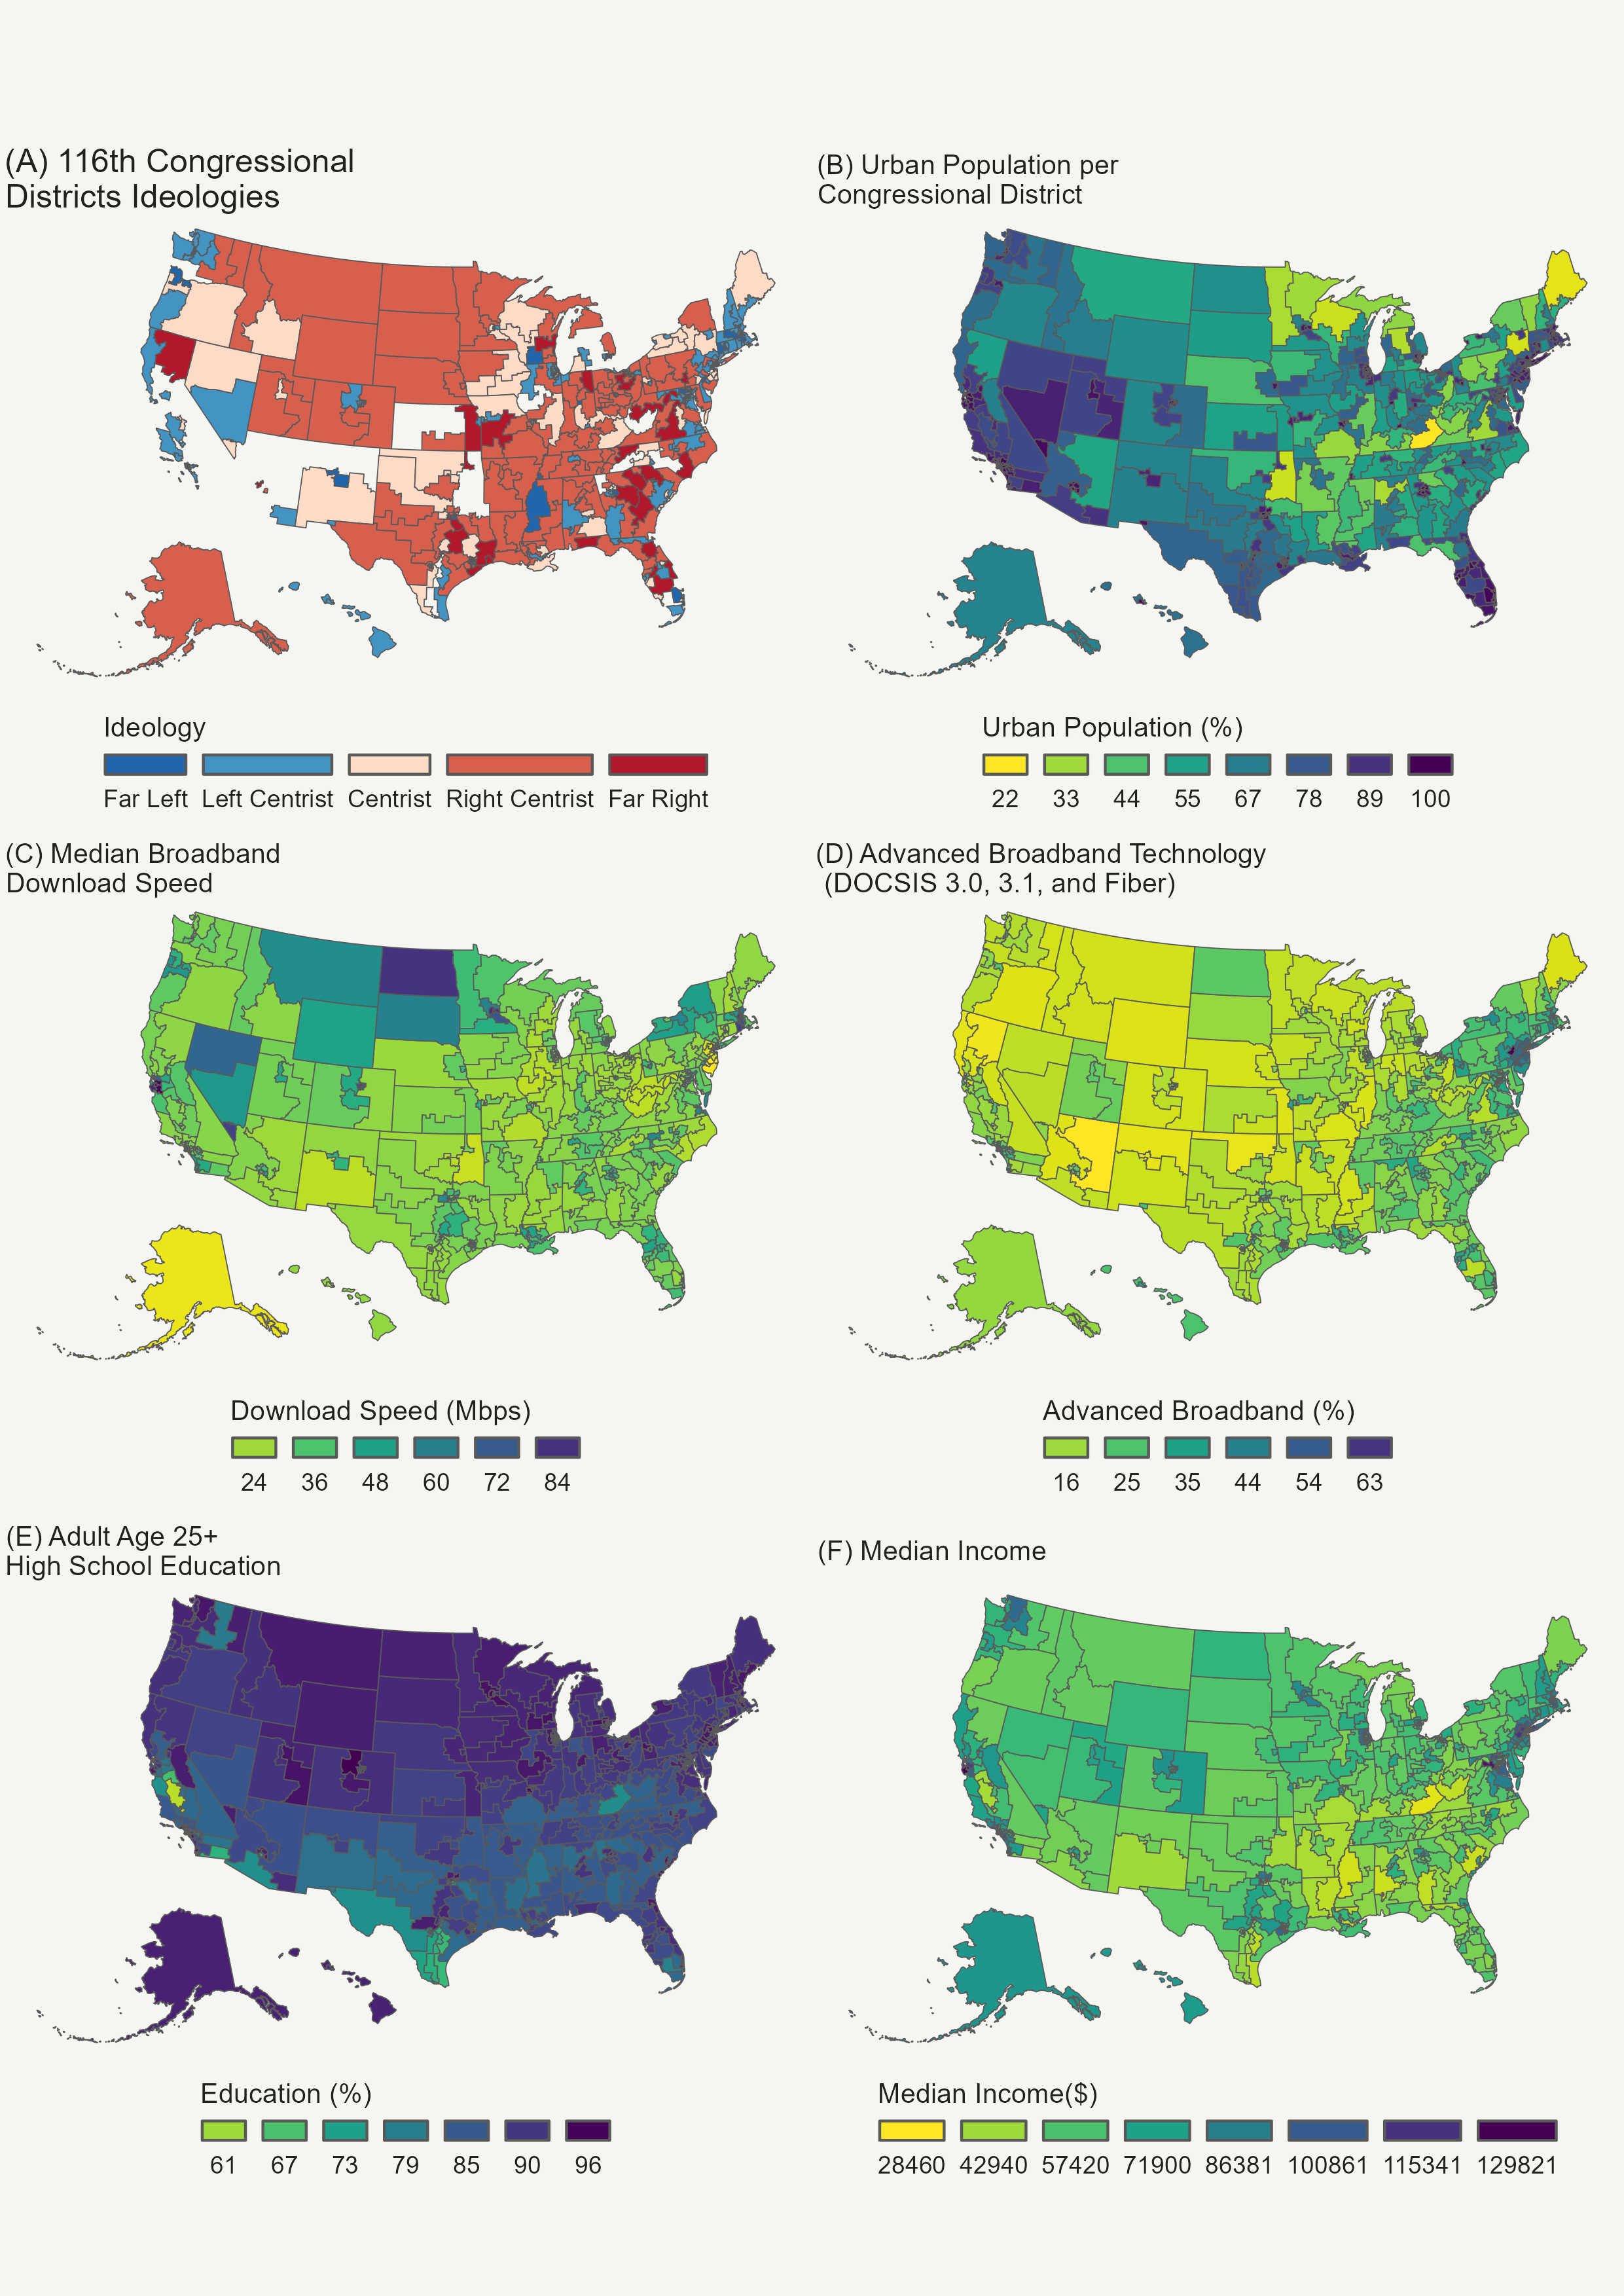 (A) 116th Congressional
Districts Ideologies
Ideology
Far Left Left Centrist Centrist Right Centrist Far Right
(B) Urban Population per
Congressional District
Urban Population (%)
22 33 44 55 67 78 89 100
(C) Median Broadband
Download Speed
Download Speed (Mbps)
24 36 48 60 72 84
(D) Advanced Broadband Technology
(DOCSIS 3.0, 3.1, and Fiber)
Advanced Broadband (%)
16 25 35 44 54 63
(E) Adult Age 25+
High School Education
Education (%)
61 67 73 79 85 90 96
(F) Median Income
Median Income($)
28460 42940 57420 71900 86381 100861 115341 129821